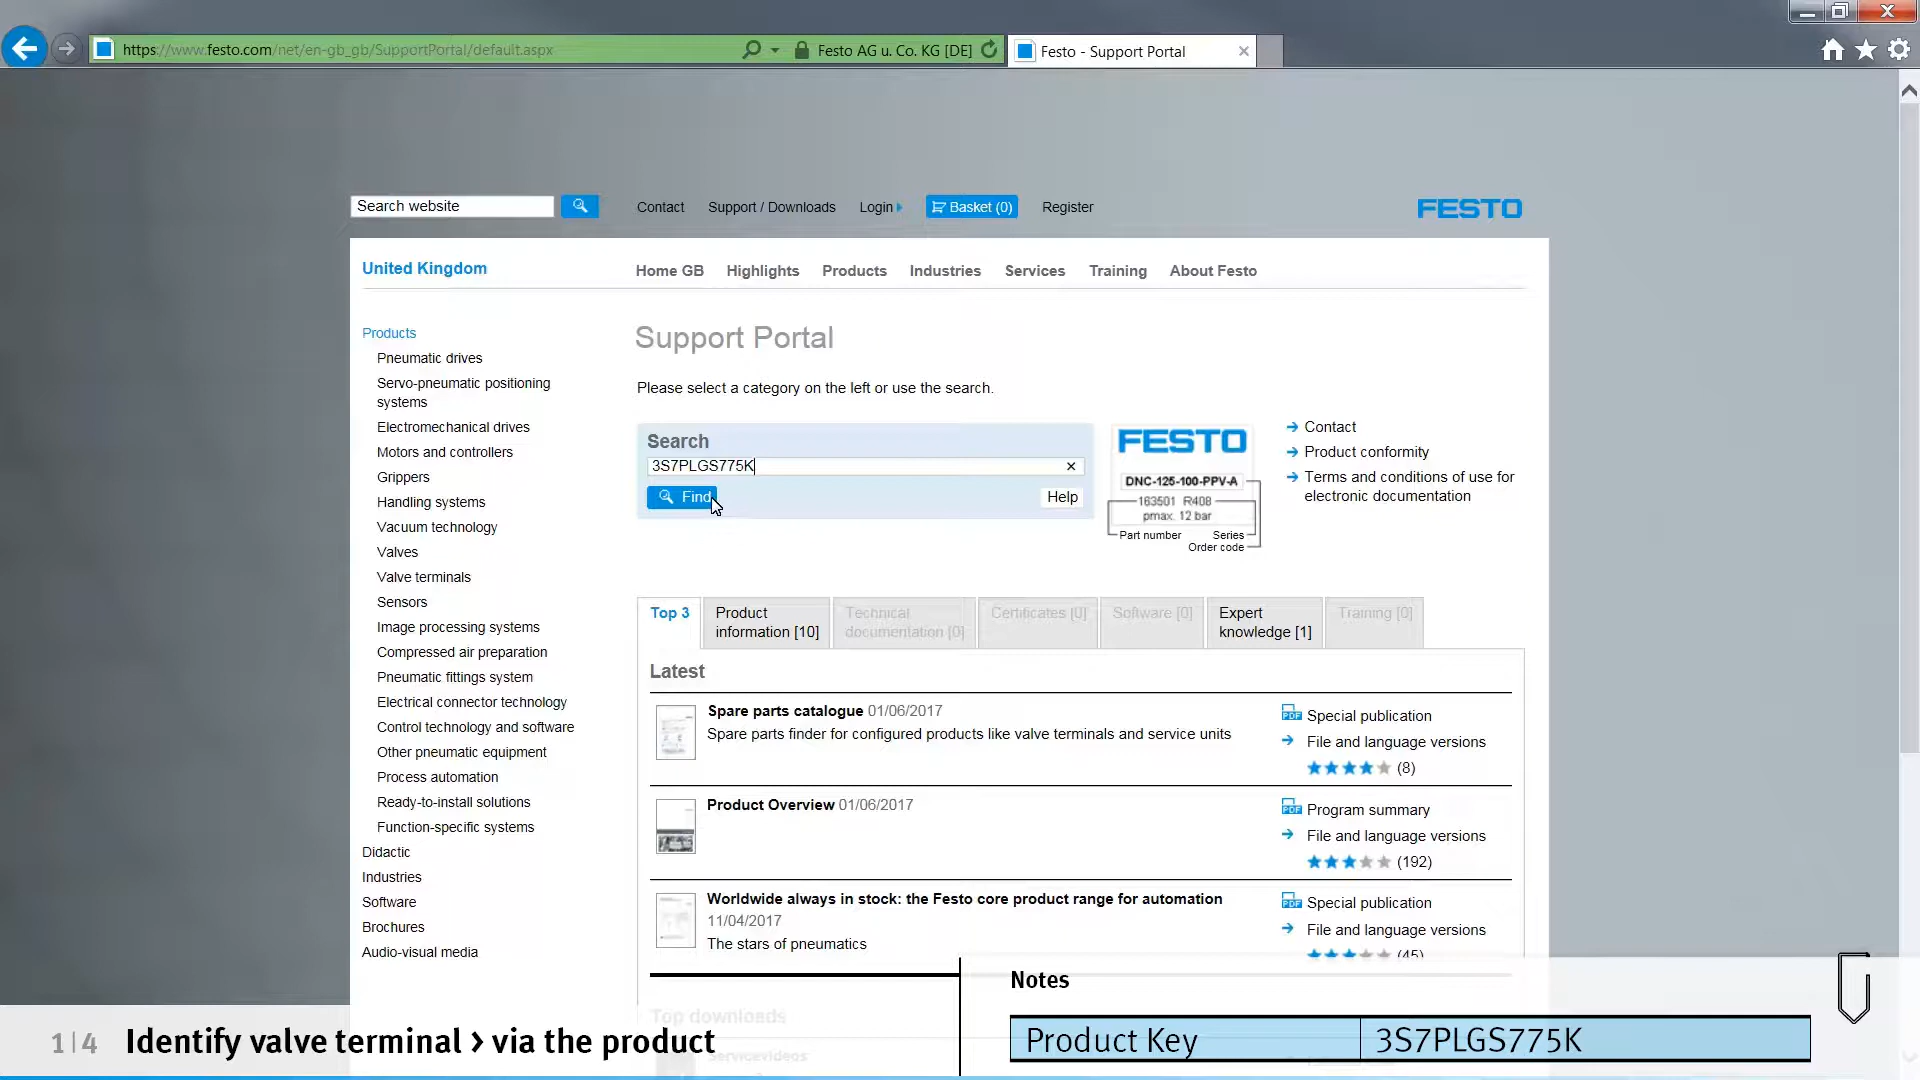 https://www.festo.com/net/en-gb_gb/SupportPortal/default.aspx
Festo AG u. Co. KG [DE]
Festo - Support Portal
Search website
Contact
Support / Downloads
Login
Basket (0)
Register
FESTO
United Kingdom
Home GB
Highlights
Products
Industries
Services
Training
About Festo
Products
Pneumatic drives
Servo-pneumatic positioning
systems
Electromechanical drives
Motors and controllers
Grippers
Handling systems
Vacuum technology
Valves
Valve terminals
Sensors
Image processing systems
Compressed air preparation
Pneumatic fittings system
Electrical connector technology
Control technology and software
Other pneumatic equipment
Process automation
Ready-to-install solutions
Function-specific systems
Didactic
Industries
Software
Brochures
Audio-visual media
Support Portal
Please select a category on the left or use the search.
Search
3S7PLGS775K
Find
Help
FESTO
DNC-125-100-PPV-A
163501 R408
pmax. 12 bar
Part number
Series
Order code
Contact
Product conformity
Terms and conditions of use for
electronic documentation
Top 3
Product
information [10]
Technical
documentation [0]
Certificates [0]
Software [0]
Expert
knowledge [1]
Training [0]
Latest
Spare parts catalogue 01/06/2017
Spare parts finder for configured products like valve terminals and service units
PDF Special publication
File and language versions
(8)
Product Overview 01/06/2017
PDF Program summary
File and language versions
(192)
Worldwide always in stock: the Festo core product range for automation
11/04/2017
The stars of pneumatics
PDF Special publication
File and language versions
(45)
Top downloads
Servicevideos
1|4 Identify valve terminal > via the product
Notes
Product Key
3S7PLGS775K